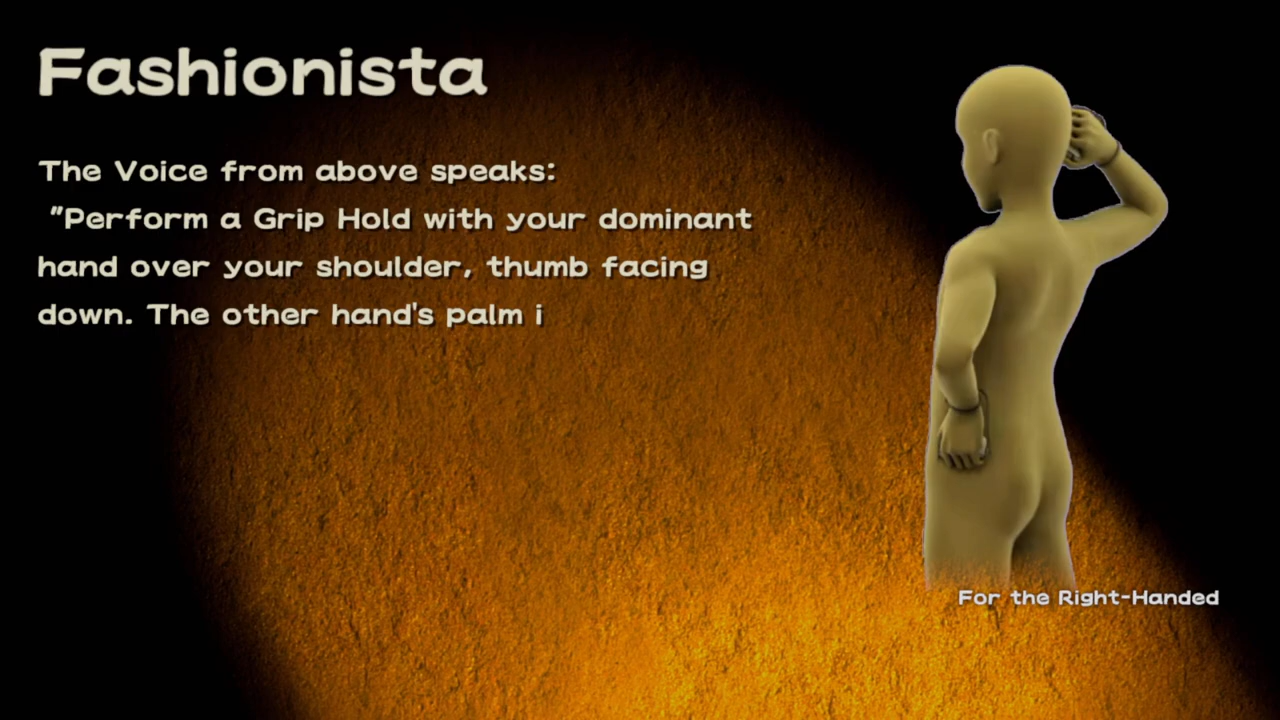 Fashionista
The Voice from above speaks:
"Perform a Grip Hold with your dominant
hand over your shoulder, thumb facing
down. The other hand's palm i
For the Right-Handed